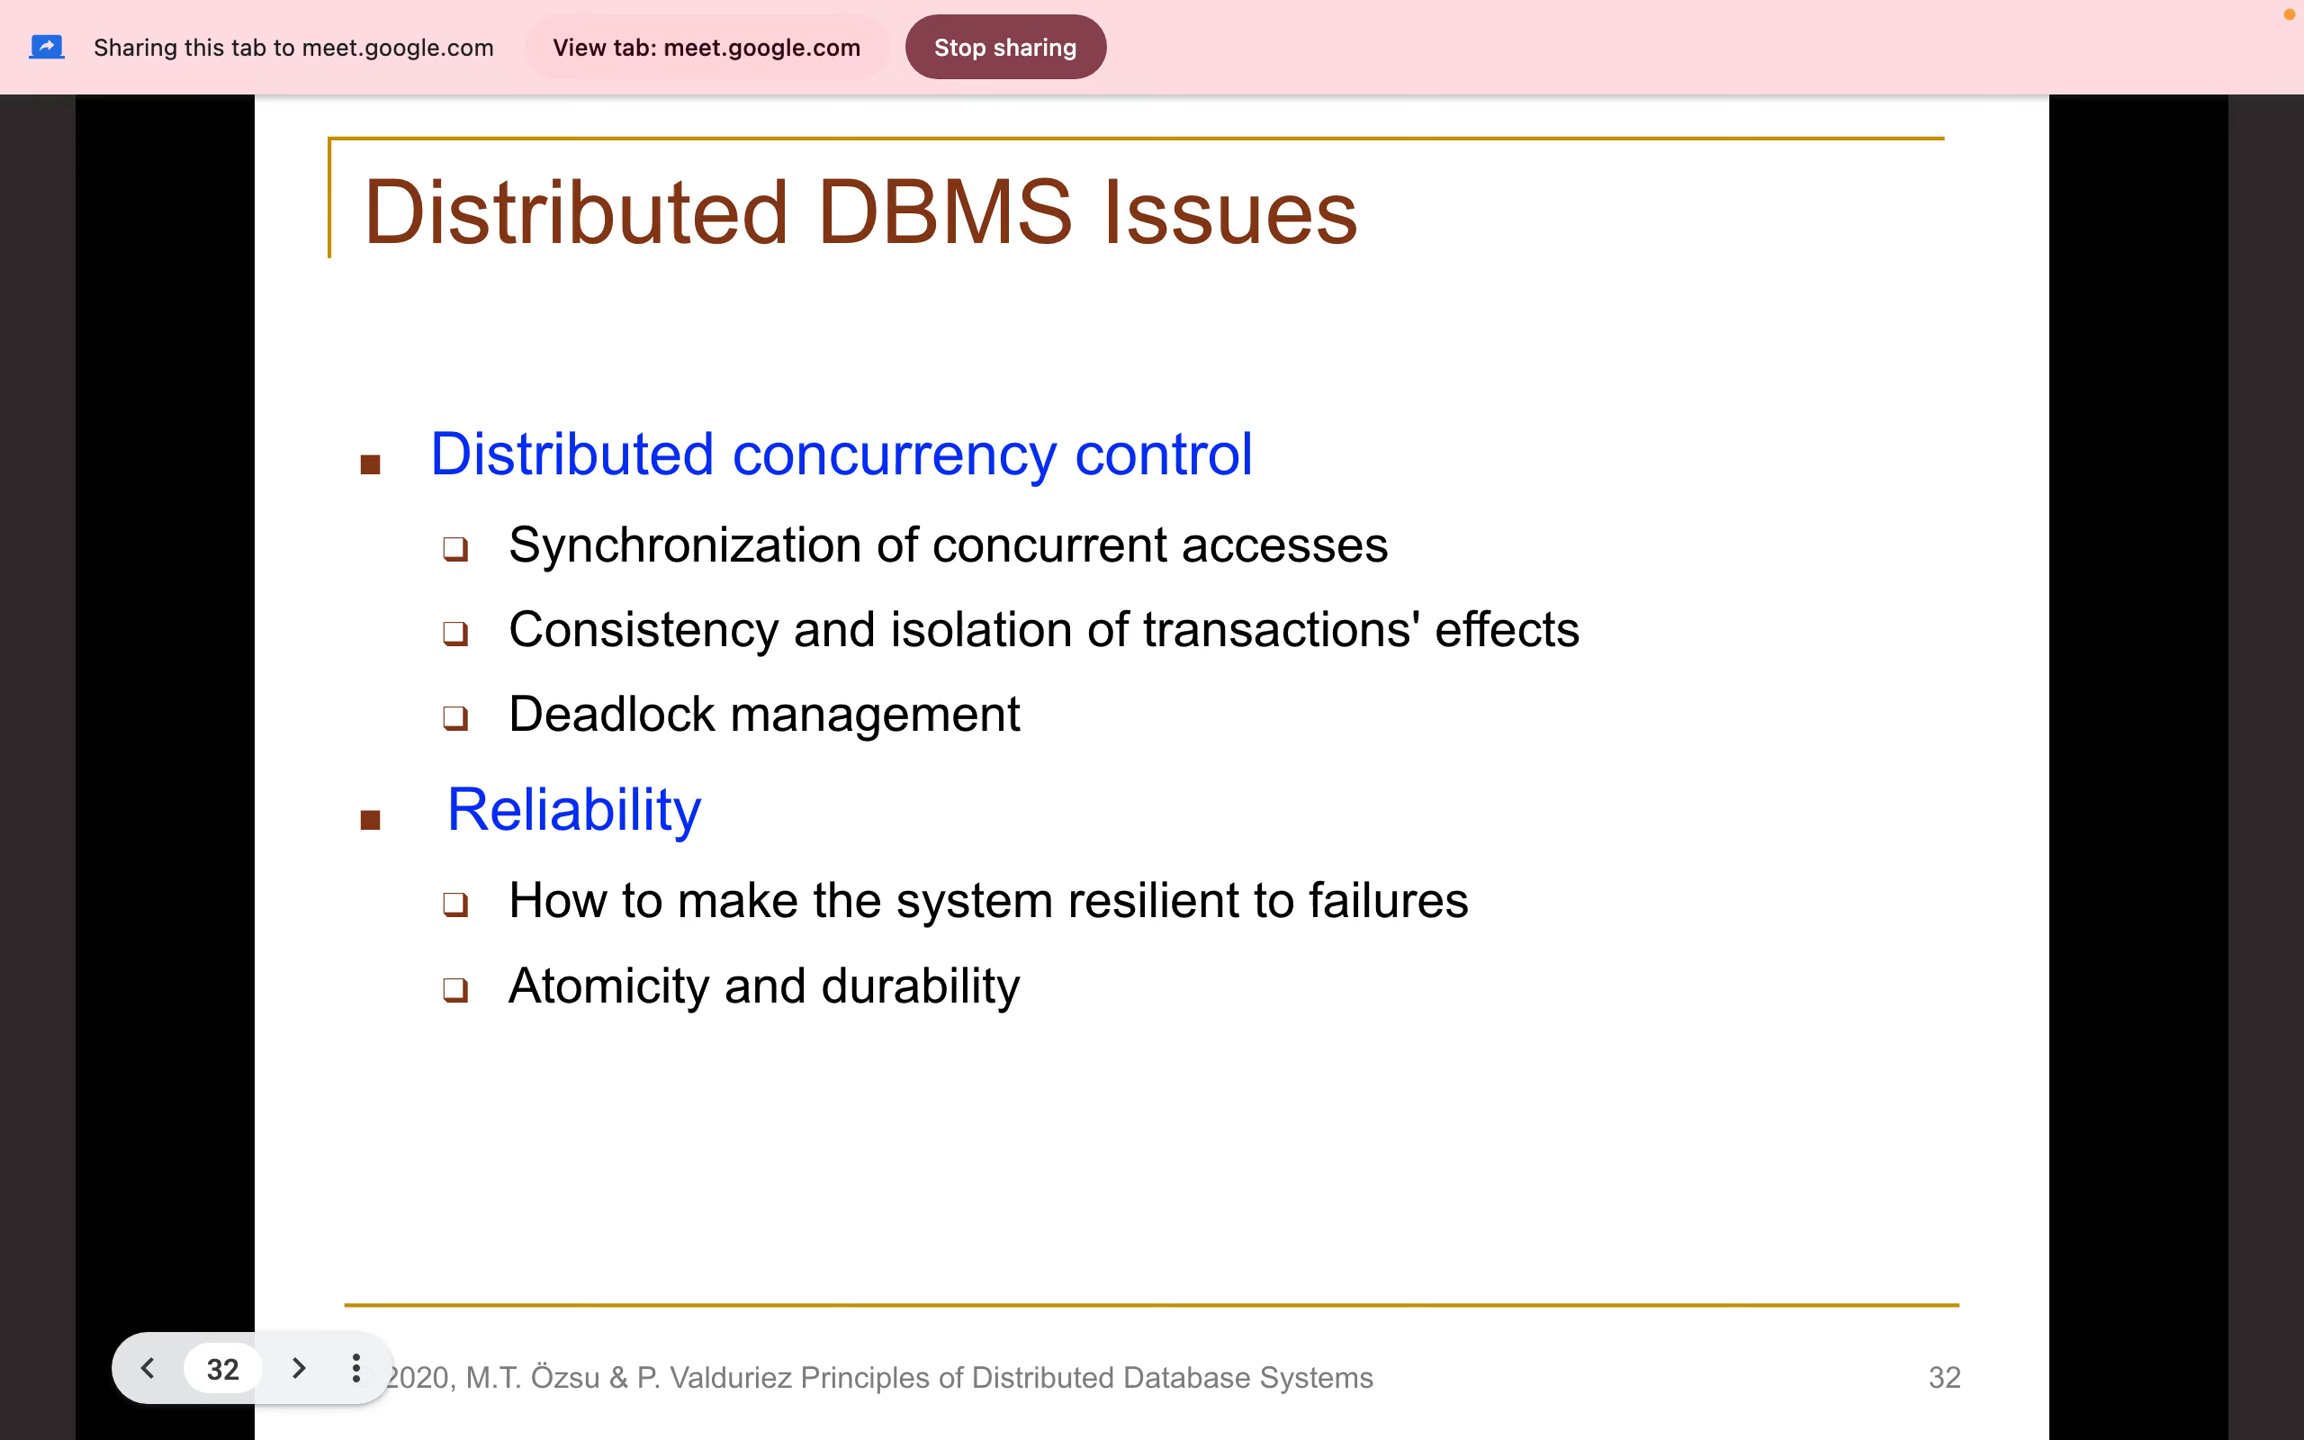 Sharing this tab to meet.google.com View tab: meet.google.com Stop sharing
Distributed DBMS Issues
Distributed concurrency control
Synchronization of concurrent accesses
Consistency and isolation of transactions' effects
Deadlock management
Reliability
How to make the system resilient to failures
Atomicity and durability
32
© 2020, M.T. Özsu & P. Valduriez Principles of Distributed Database Systems 32